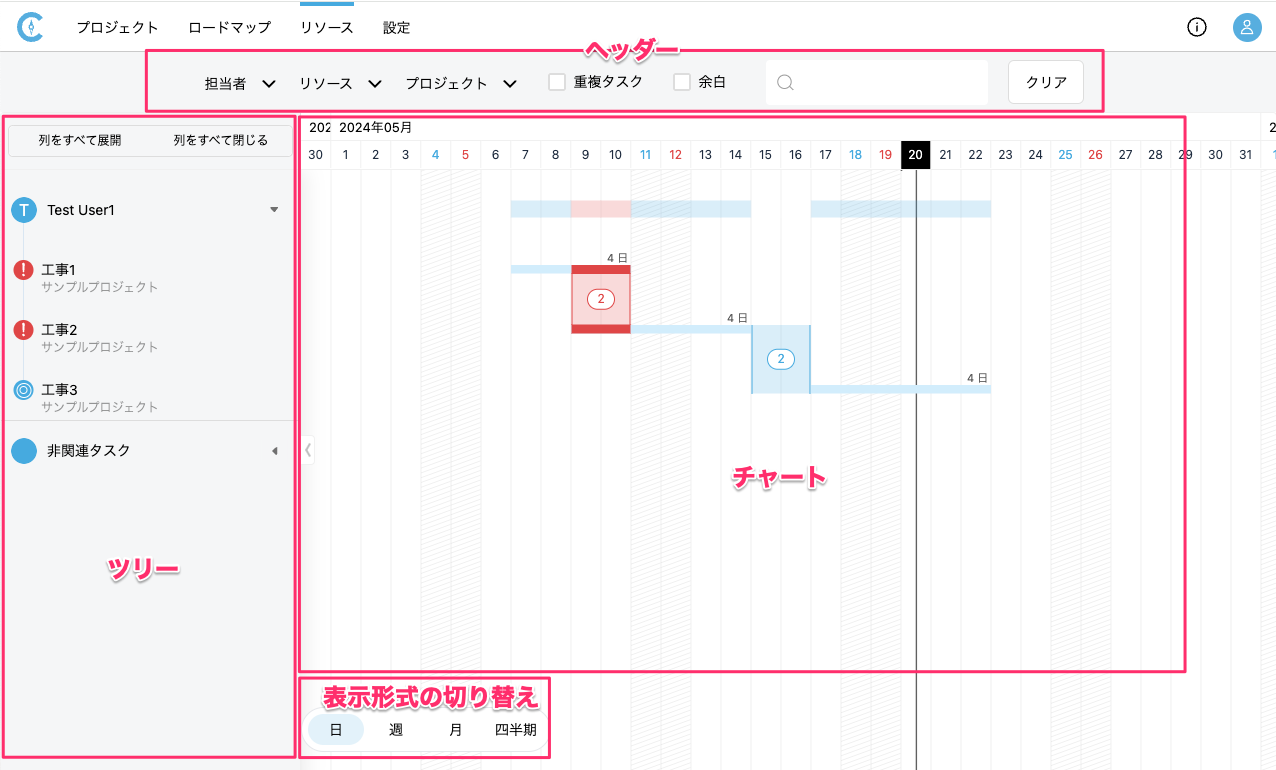 プロジェクト ロードマップ リソース 設定
ヘッダー
担当者 リソース プロジェクト 重複タスク 余白 クリア
列をすべて展開 列をすべて閉じる
202 2024年05月 2
30 1 2 3 4 5 6 7 8 9 10 11 12 13 14 15 16 17 18 19 20 21 22 23 24 25 26 27 28 29 30 31 1
T Test User1
4 日
工事1
サンプルプロジェクト
2
4 日
工事2
サンプルプロジェクト
2
4 日
工事3
サンプルプロジェクト
非関連タスク
チャート
ツリー
表示形式の切り替え
日 週 月 四半期